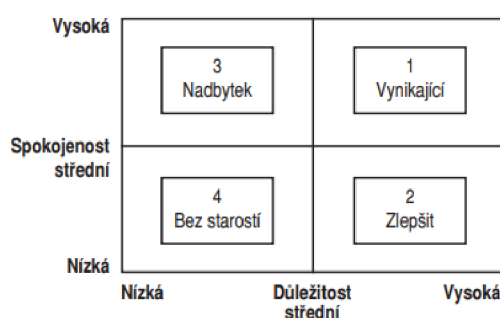 Vysoká
3
Nadbytek
1
Vynikající
Spokojenost
střední
4
Bez starostí
2
Zlepšit
Nízká
Nízká
Důležitost
střední
Vysoká